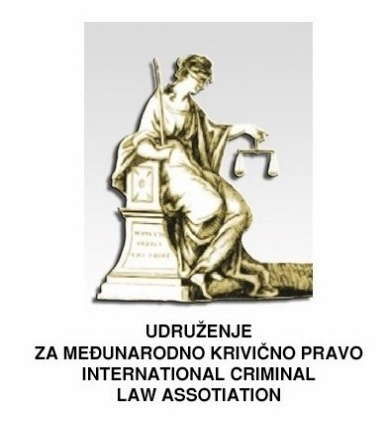 UDRUŽENJE
ZA MEĐUNARODNO KRIVIČNO PRAVO
INTERNATIONAL CRIMINAL
LAW ASSOTIATION